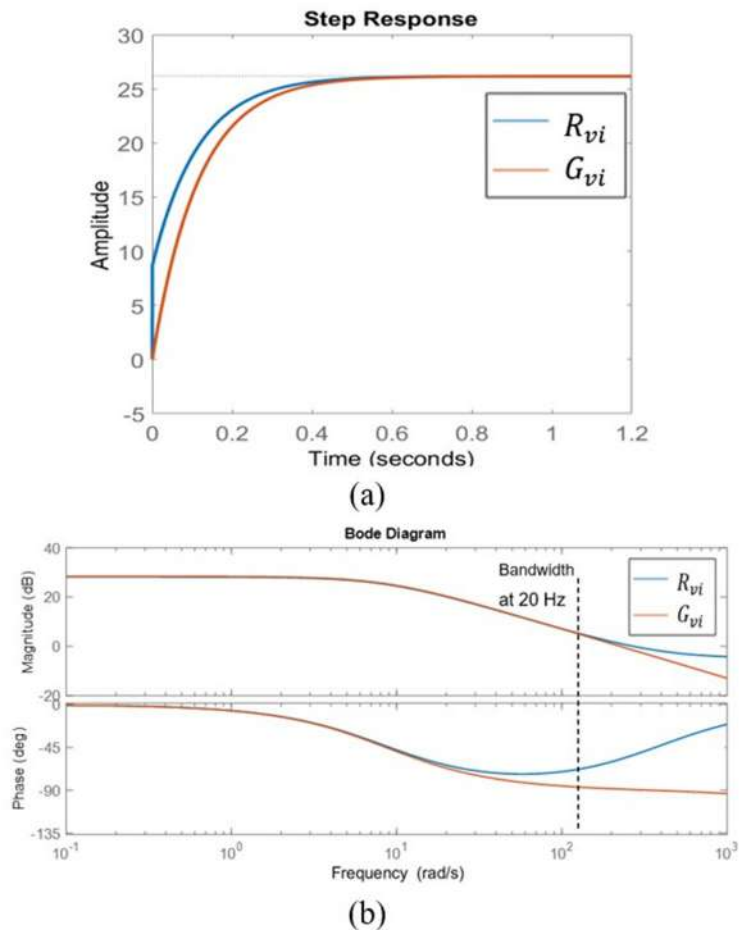 Step Response
30
25
20
15
10
5
0
-5
Amplitude
R_vi
G_vi
0 0.2 0.4 0.6 0.8 1 1.2
Time (seconds)
(a)
Bode Diagram
40
20
0
-20
Magnitude (dB)
Bandwidth
at 20 Hz
R_vi
G_vi
0
-45
-90
-135
Phase (deg)
10^-1 10^0 10^1 10^2 10^3
Frequency (rad/s)
(b)